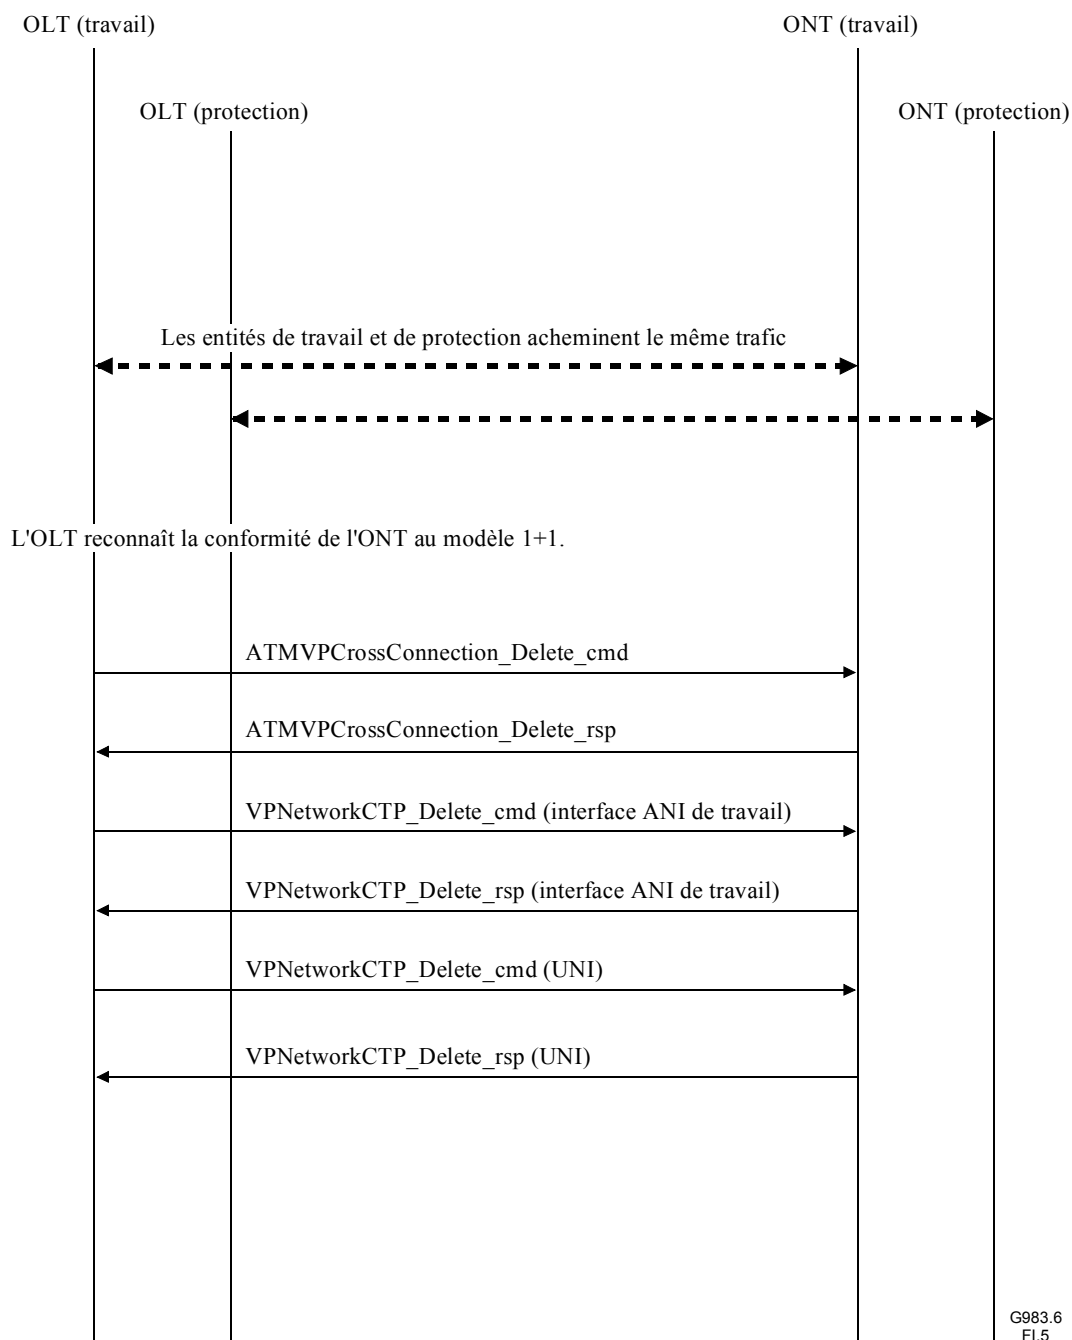 OLT (travail)
ONT (travail)
OLT (protection)
ONT (protection)
Les entités de travail et de protection acheminent le même trafic
L'OLT reconnaît la conformité de l'ONT au modèle 1+1.
ATMVPCrossConnection_Delete_cmd
ATMVPCrossConnection_Delete_rsp
VPNetworkCTP_Delete_cmd (interface ANI de travail)
VPNetworkCTP_Delete_rsp (interface ANI de travail)
VPNetworkCTP_Delete_cmd (UNI)
VPNetworkCTP_Delete_rsp (UNI)
G983.6
FI.5